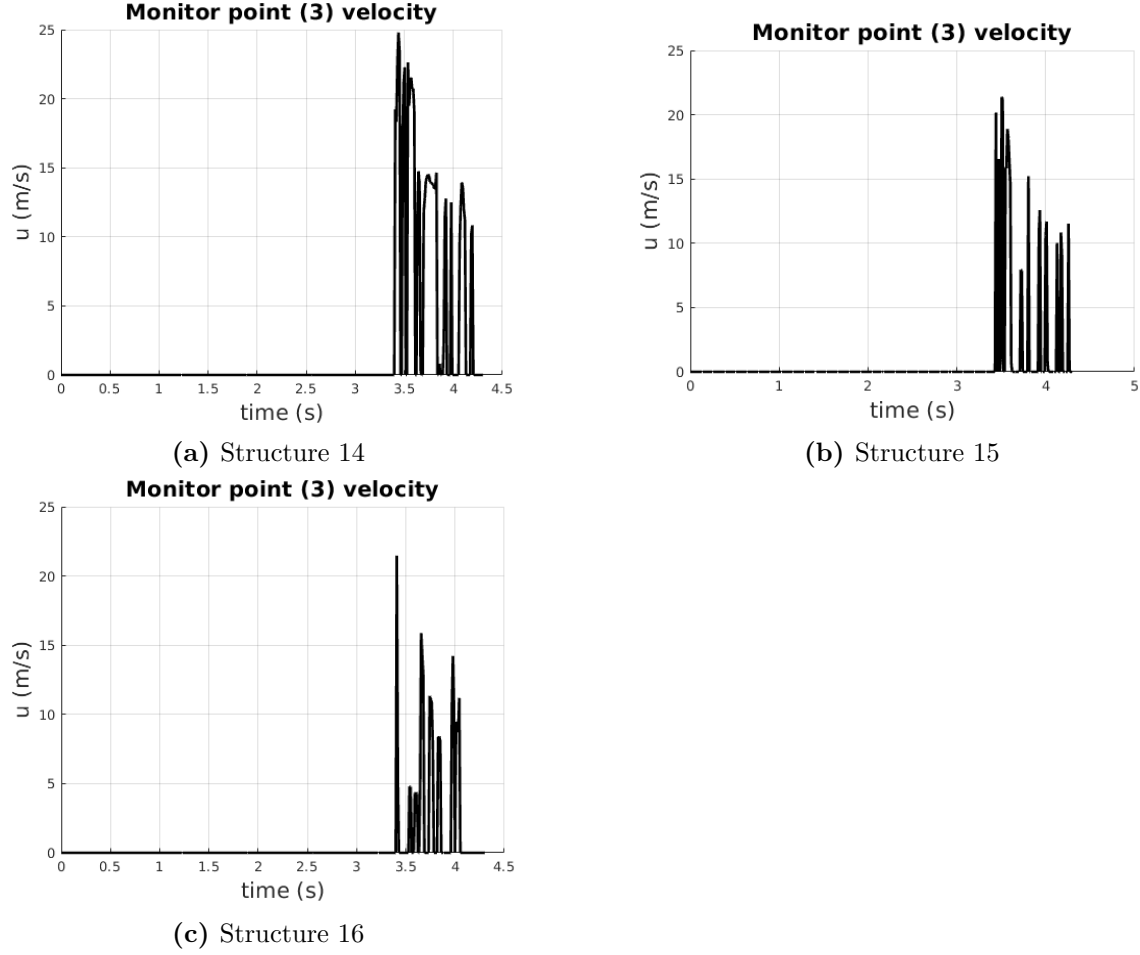 Monitor point (3) velocity
25
20
15
10
5
0
u (m/s)
0 0.5 1 1.5 2 2.5 3 3.5 4 4.5
time (s)
(a) Structure 14
Monitor point (3) velocity
25
20
15
10
5
0
u (m/s)
0 1 2 3 4 5
time (s)
(b) Structure 15
Monitor point (3) velocity
25
20
15
10
5
0
u (m/s)
0 0.5 1 1.5 2 2.5 3 3.5 4 4.5
time (s)
(c) Structure 16